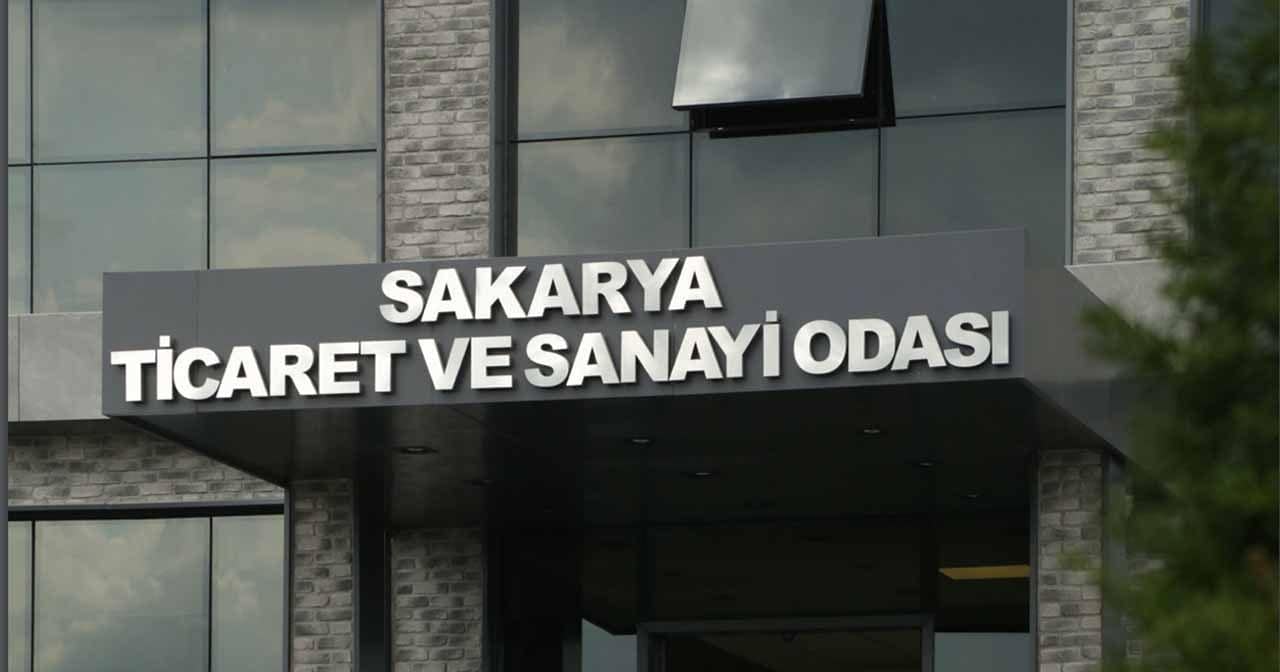 SAKARYA
TİCARET VE SANAYİ ODASI